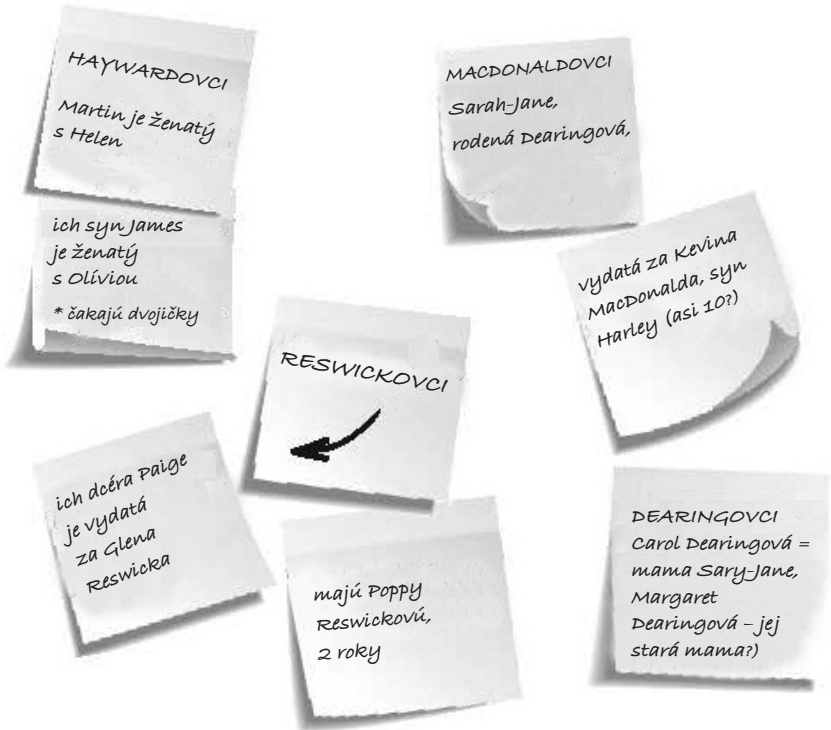 HAYWARDOVCI
Martin je ženatý
s Helen
ich syn James
je ženatý
s Olíviou
* čakajú dvojičky
MACDONALDOVCI
Sarah-Jane,
rodená Dearingová,
vydatá za Kevina
MacDonalda, syn
Harley (asi 10?)
RESWICKOVCI
ich dcéra Paige
je vydatá
za Glena
Reswicka
majú Poppy
Reswickovú,
2 roky
DEARINGOVCI
Carol Dearingová =
mama Sary-Jane,
Margaret
Dearingová – jej
stará mama?)